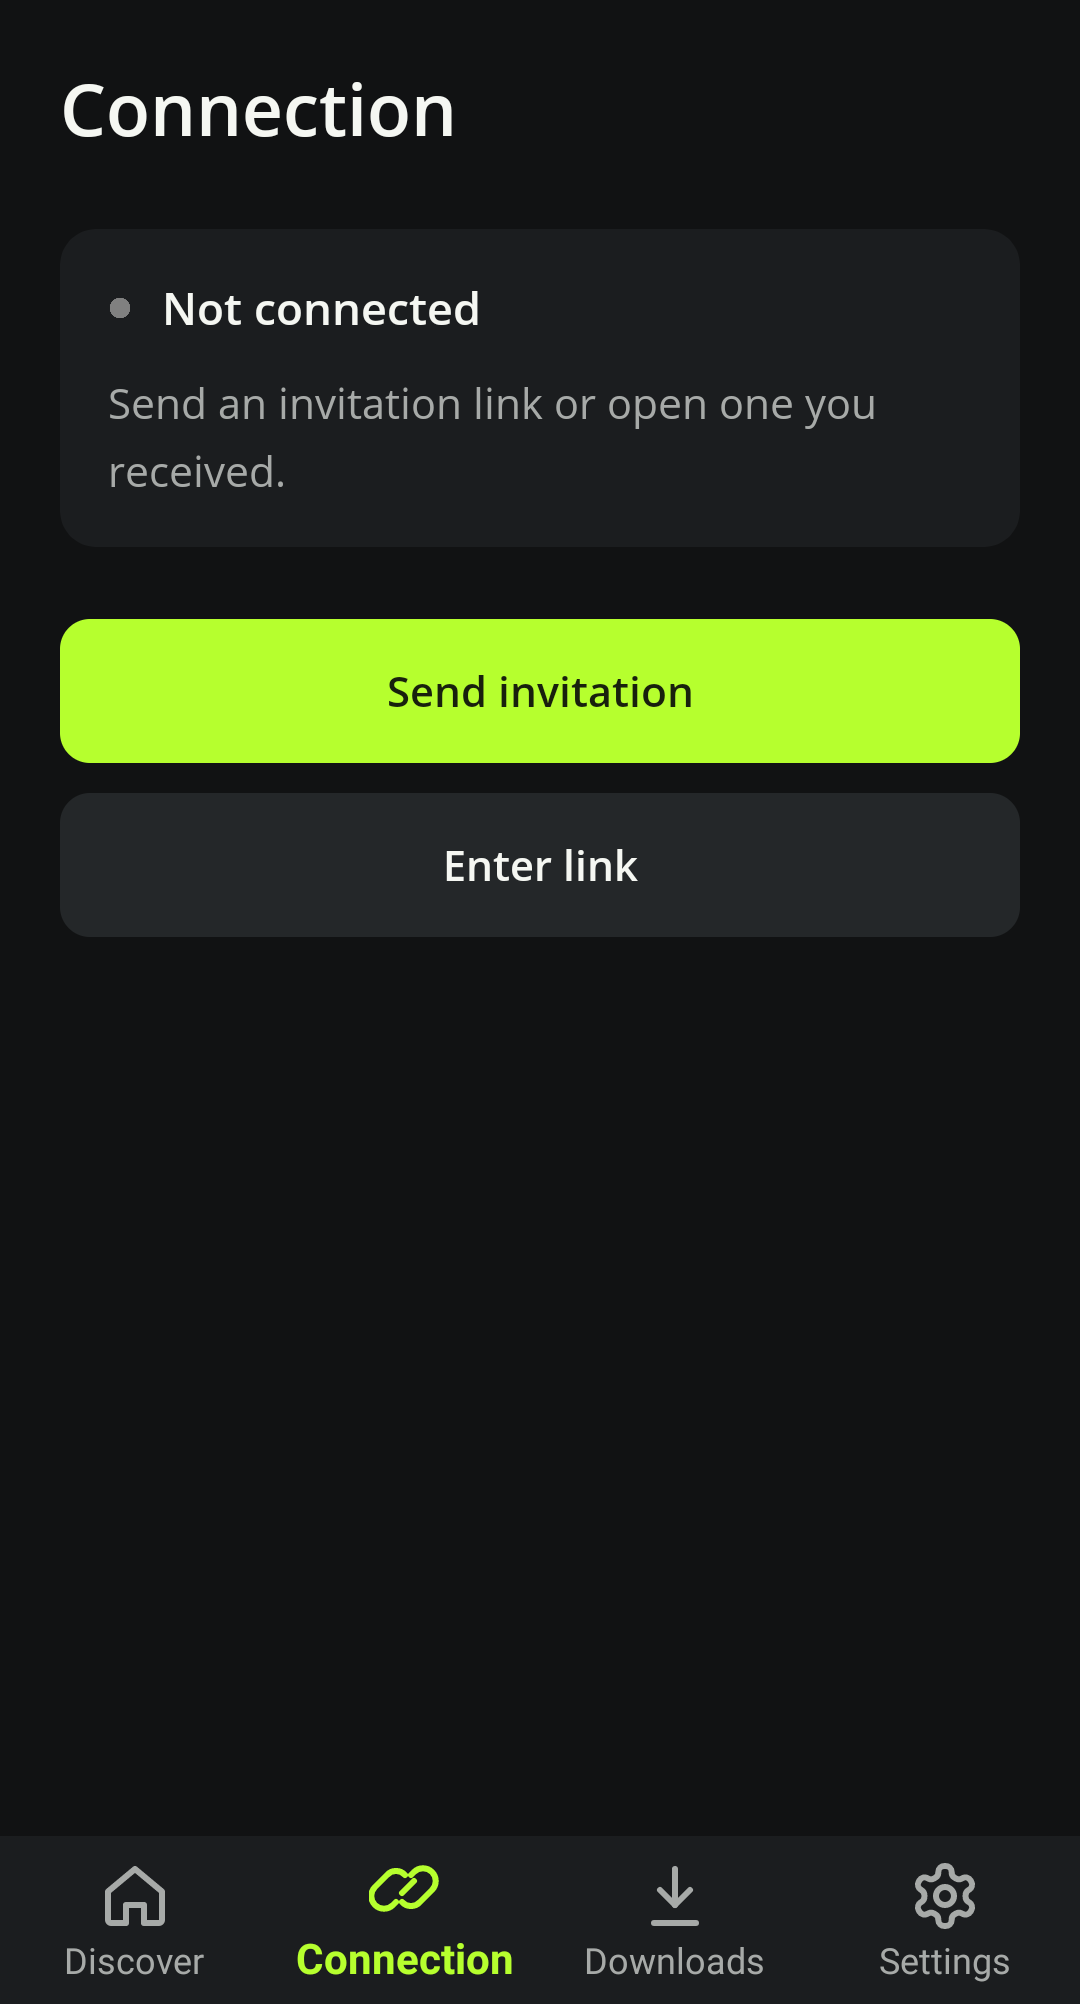 Connection
Not connected
Send an invitation link or open one you
received.
Send invitation
Enter link
Discover
Connection
Downloads
Settings